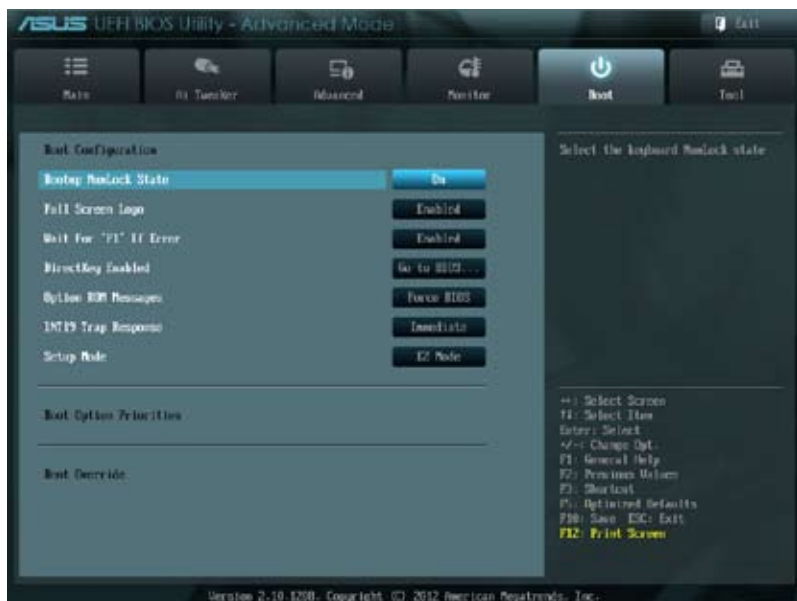 ASUS UEFI BIOS Utility - Advanced Mode
Exit
Main
Ai Tweaker
Advanced
Monitor
Boot
Tool
Boot Configuration
Select the keyboard NumLock state
Bootup NumLock State
On
Full Screen Logo
Enabled
Wait For 'F1' If Error
Enabled
DirectKey Enabled
Go to BIOS...
Option ROM Messages
Force BIOS
INT19 Trap Response
Immediate
Setup Mode
EZ Mode
Boot Option Priorities
Boot Override
↔: Select Screen
↑↓: Select Item
Enter: Select
+/-: Change Opt.
F1: General Help
F2: Previous Values
F3: Shortcut
F5: Optimized Defaults
F10: Save ESC: Exit
F12: Print Screen
Version 2.10.1208. Copyright (C) 2012 American Megatrends, Inc.